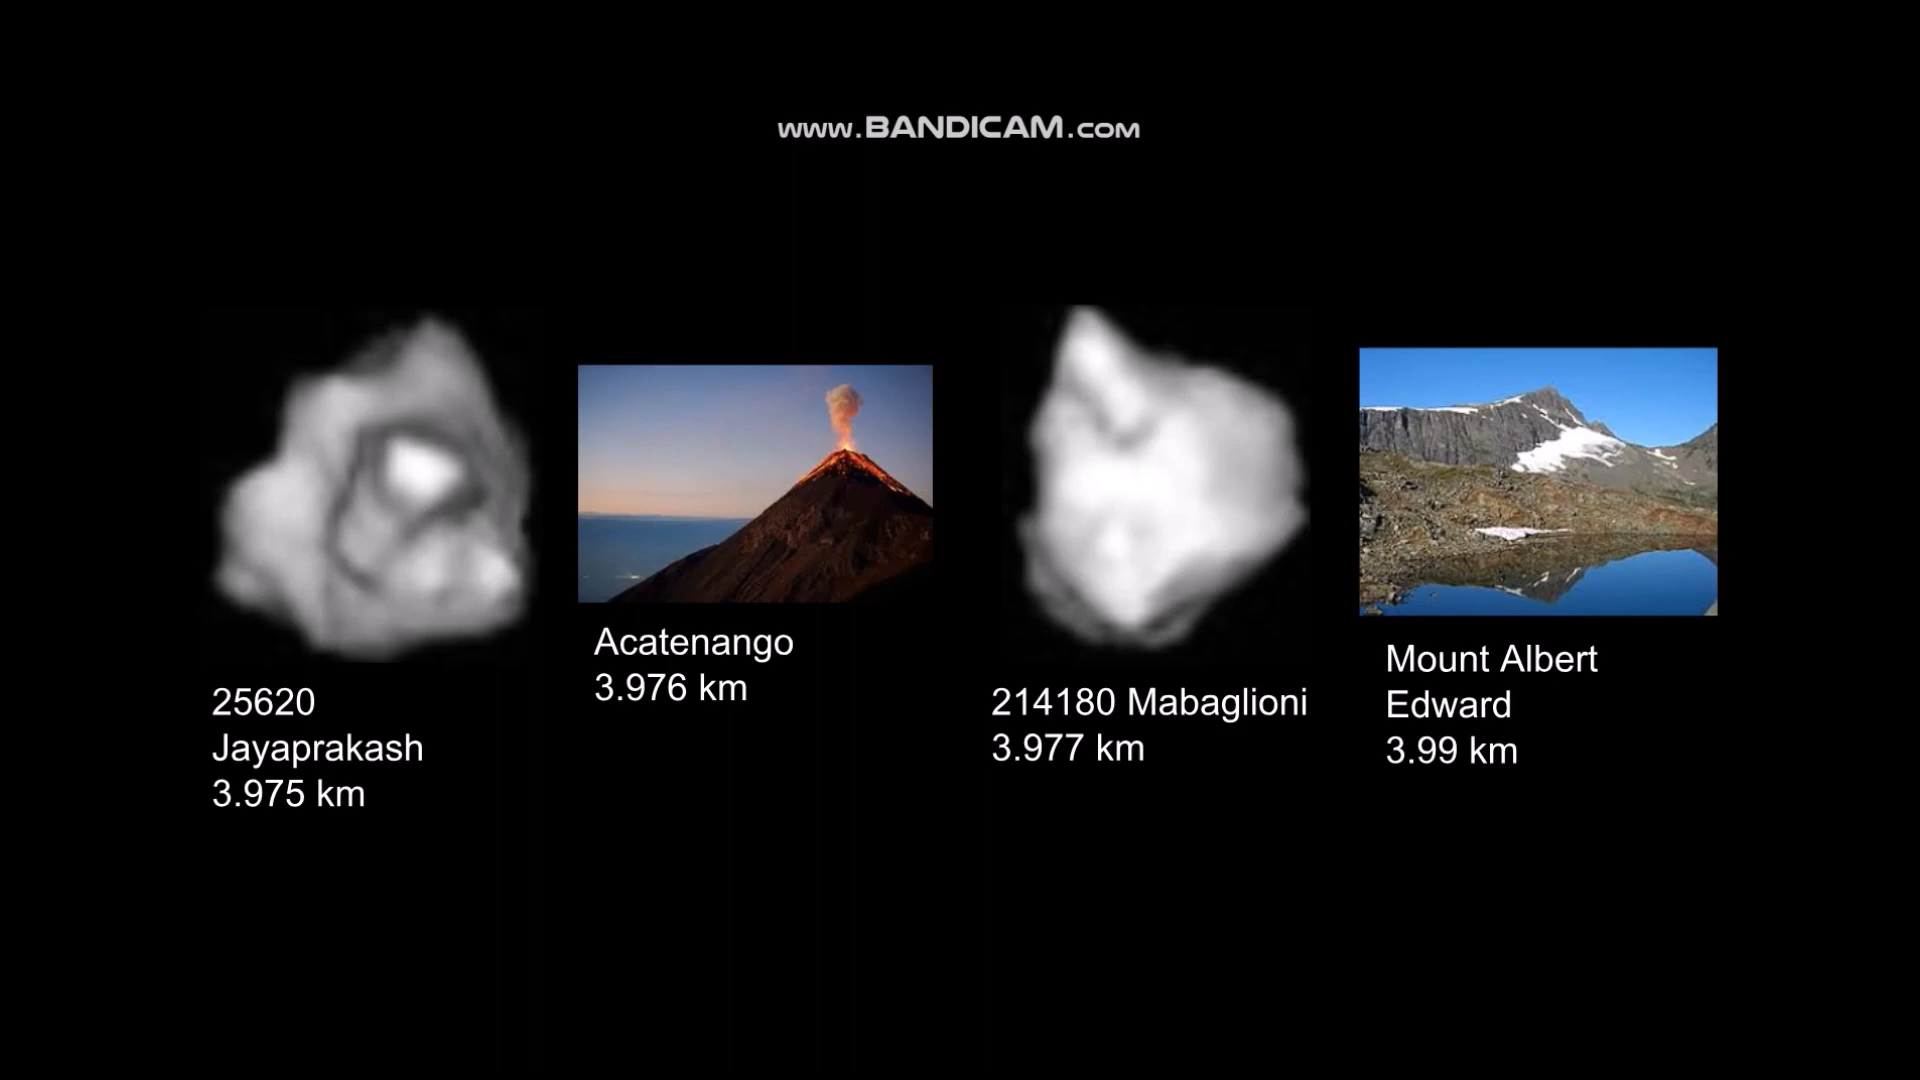 www.BANDICAM.com
25620
Jayaprakash
3.975 km
Acatenango
3.976 km
214180 Mabaglioni
3.977 km
Mount Albert
Edward
3.99 km